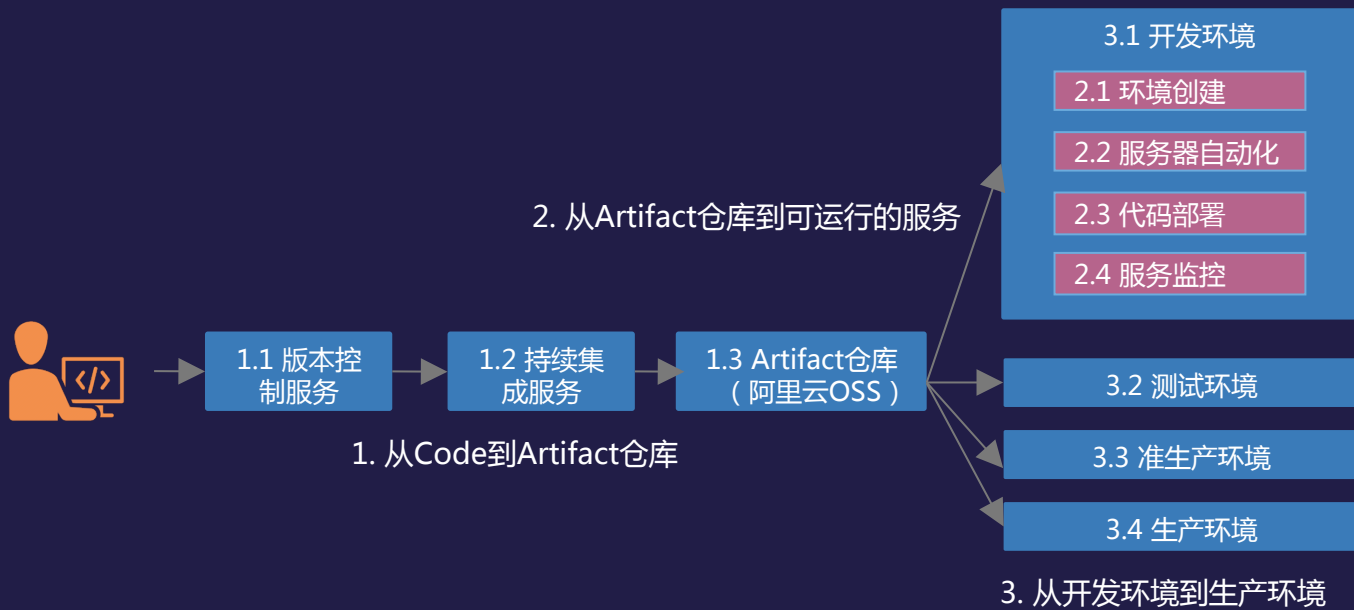 3.1 开发环境
2.1 环境创建
2.2 服务器自动化
2.3 代码部署
2.4 服务监控
2. 从Artifact仓库到可运行的服务
</>
1.1 版本控
制服务
1.2 持续集
成服务
1.3 Artifact仓库
（阿里云OSS）
1. 从Code到Artifact仓库
3.2 测试环境
3.3 准生产环境
3.4 生产环境
3. 从开发环境到生产环境